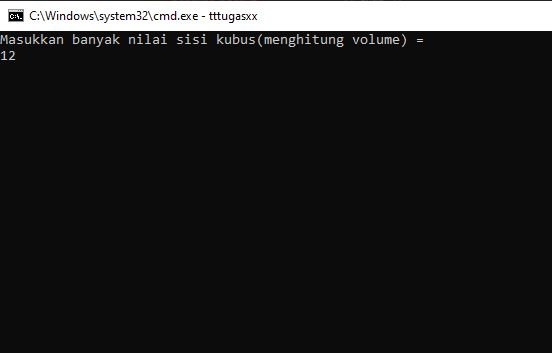 C:\Windows\system32\cmd.exe - tttugasxx
Masukkan banyak nilai sisi kubus(menghitung volume) =
12